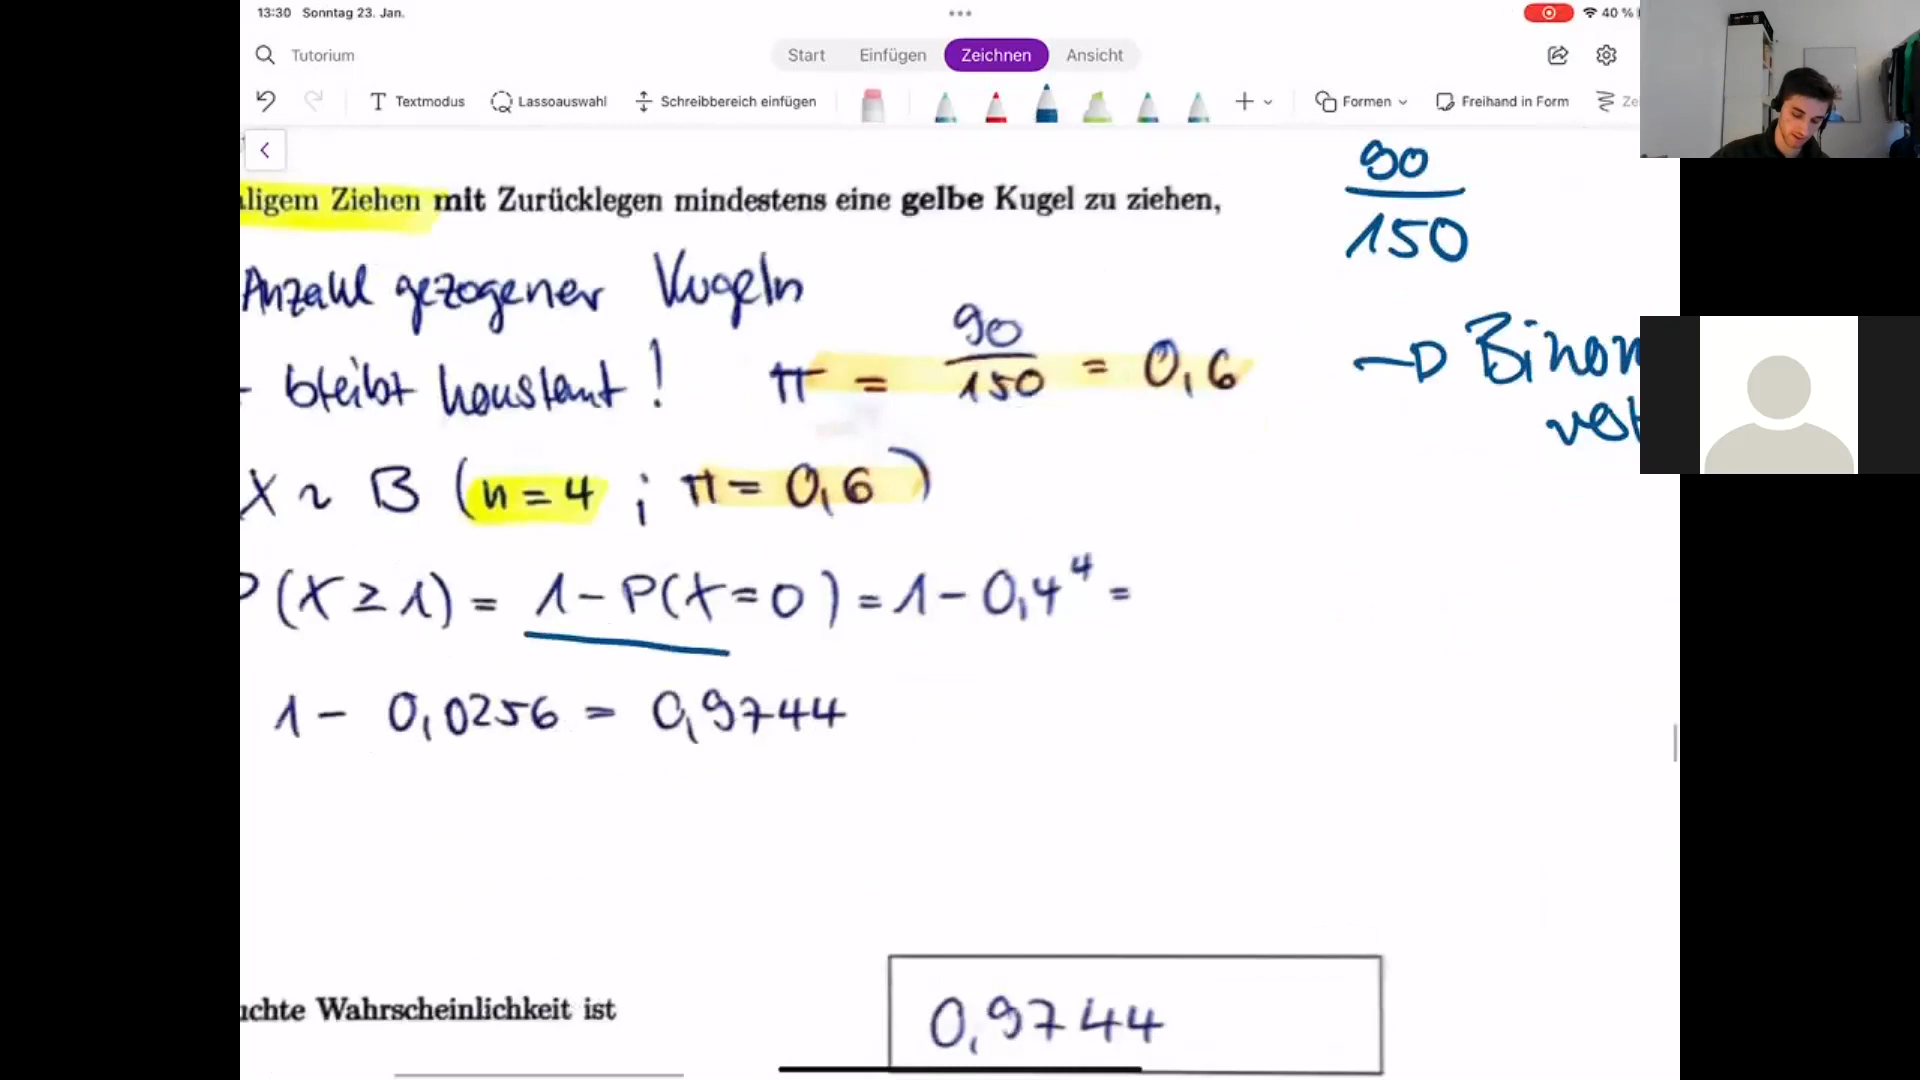 13:30 Sonntag 23. Jan.
40 %
Tutorium
Start Einfügen Zeichnen Ansicht
Textmodus Lassoauswahl Schreibbereich einfügen Formen Freihand in Form Ze
90
150
ligem Ziehen mit Zurücklegen mindestens eine gelbe Kugel zu ziehen,
Anzahl gezogener Kugeln
- bleibt konstant! π = 90/150 = 0,6
→ Binom
X ~ B (n = 4 ; π = 0,6)
P (X ≥ 1) = 1 - P(X = 0) = 1 - 0,4⁴ =
1 - 0,0256 = 0,9744
uchte Wahrscheinlichkeit ist
0,9744